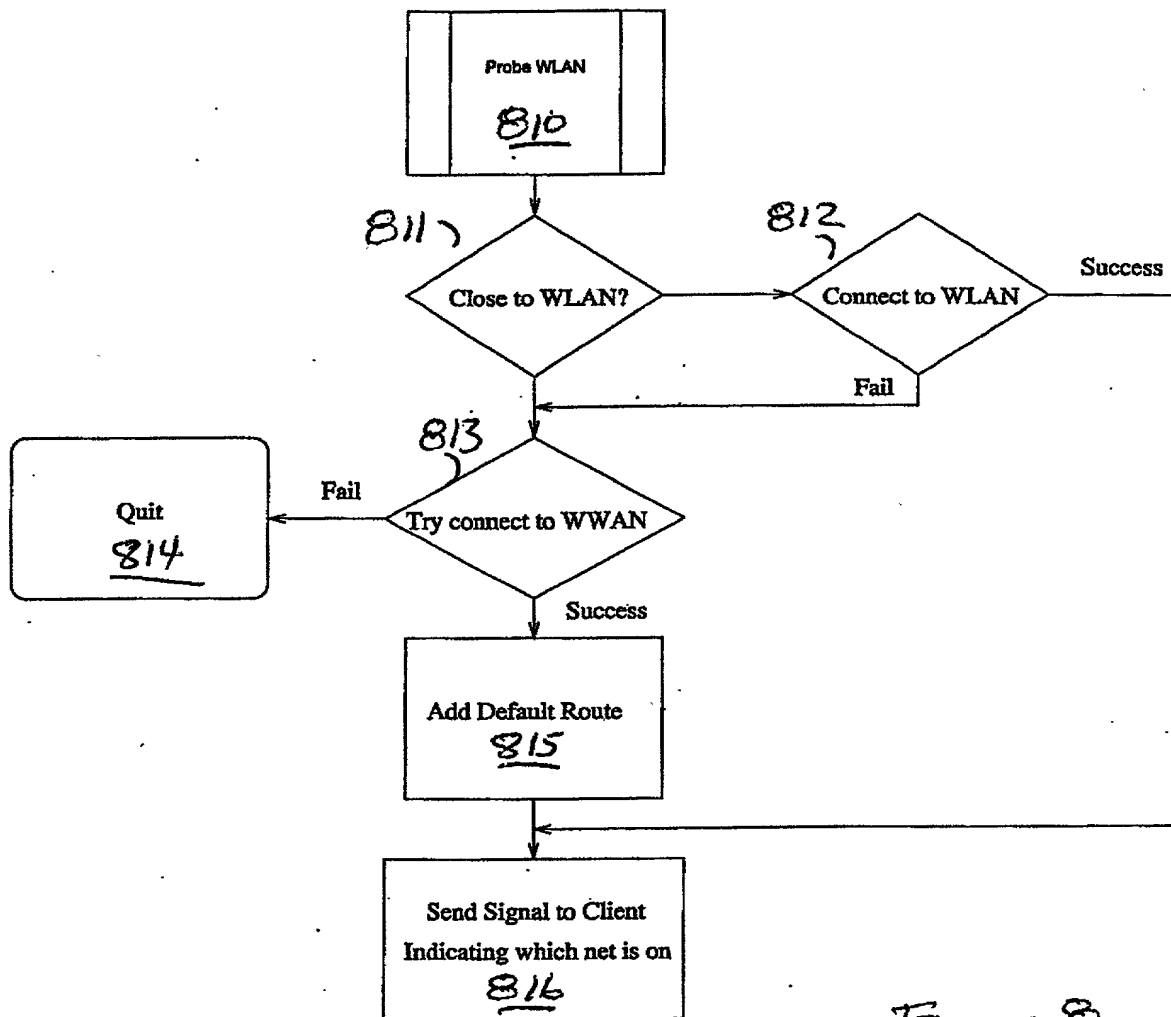 Probe WLAN
810
811
812
Close to WLAN?
Connect to WLAN
Success
Fail
813
Fail
Quit
814
Try connect to WWAN
Success
Add Default Route
815
Send Signal to Client
Indicating which net is on
816
8